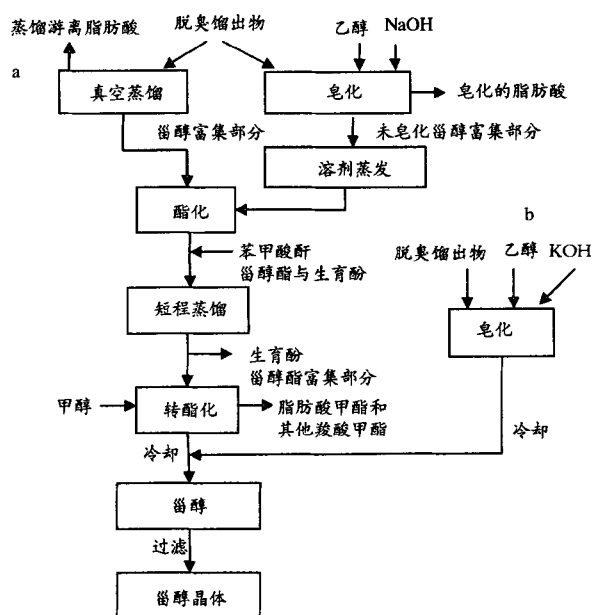 蒸馏游离脂肪酸
脱臭馏出物
乙醇
NaOH
a
真空蒸馏
皂化
皂化的脂肪酸
甾醇富集部分
未皂化甾醇富集部分
溶剂蒸发
酯化
b
苯甲酸酐
甾醇酯与生育酚
脱臭馏出物
乙醇
KOH
短程蒸馏
皂化
生育酚
甾醇酯富集部分
甲醇
转酯化
脂肪酸甲酯和
其他羧酸甲酯
冷却
冷却
甾醇
过滤
甾醇晶体